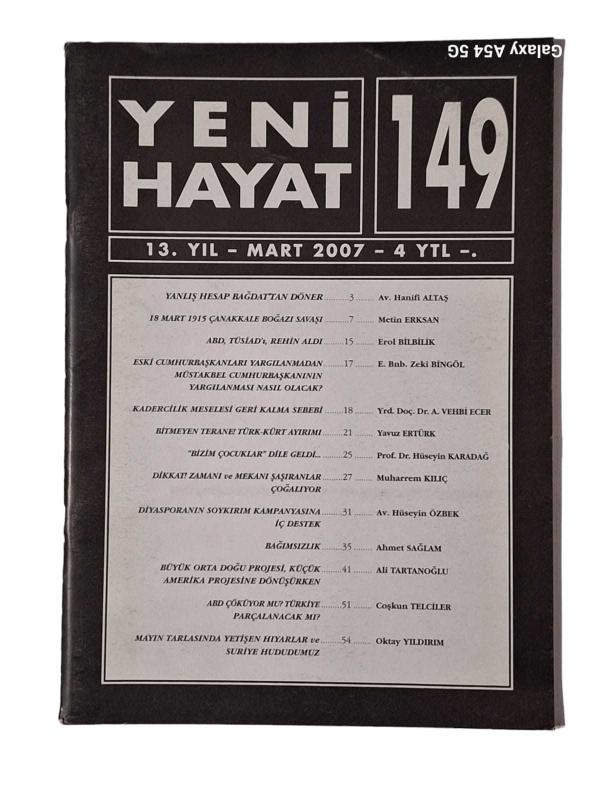 Galaxy A54 5G
YENİ
HAYAT
149
13. YIL – MART 2007 – 4 YTL –.
YANLIŞ HESAP BAĞDAT'TAN DÖNER ..........3 ........ Av. Hanifi ALTAŞ
18 MART 1915 ÇANAKKALE BOĞAZI SAVAŞI ..........7 ........ Metin ERKSAN
ABD, TÜSİAD'ı, REHİN ALDI ..........15 ........ Erol BİLBİLİK
ESKİ CUMHURBAŞKANLARI YARGILANMADAN ..........17 ........ E. Bnb. Zeki BİNGÖL
MÜSTAKBEL CUMHURBAŞKANININ
YARGILANMASI NASIL OLACAK?
KADERCİLİK MESELESİ GERİ KALMA SEBEBİ ..........18 ........ Yrd. Doç. Dr. A. VEHBİ ECER
BİTMEYEN TERANE! TÜRK-KÜRT AYIRIMI ..........21 ........ Yavuz ERTÜRK
"BİZİM ÇOCUKLAR" DİLE GELDİ... ..........25 ........ Prof. Dr. Hüseyin KARADAĞ
DİKKAT! ZAMANI ve MEKANI ŞAŞIRANLAR ..........27 ........ Muharrem KILIÇ
ÇOĞALIYOR
DİYASPORANIN SOYKIRIM KAMPANYASINA ..........31 ........ Av. Hüseyin ÖZBEK
İÇ DESTEK
BAĞIMSIZLIK ..........35 ........ Ahmet SAĞLAM
BÜYÜK ORTA DOĞU PROJESİ, KÜÇÜK ..........41 ........ Ali TARTANOĞLU
AMERİKA PROJESİNE DÖNÜŞÜRKEN
ABD ÇÖKÜYOR MU? TÜRKİYE ..........51 ........ Coşkun TELCİLER
PARÇALANACAK MI?
MAYIN TARLASINDA YETİŞEN HIYARLAR ve ..........54 ........ Oktay YILDIRIM
SURİYE HUDUDUMUZ